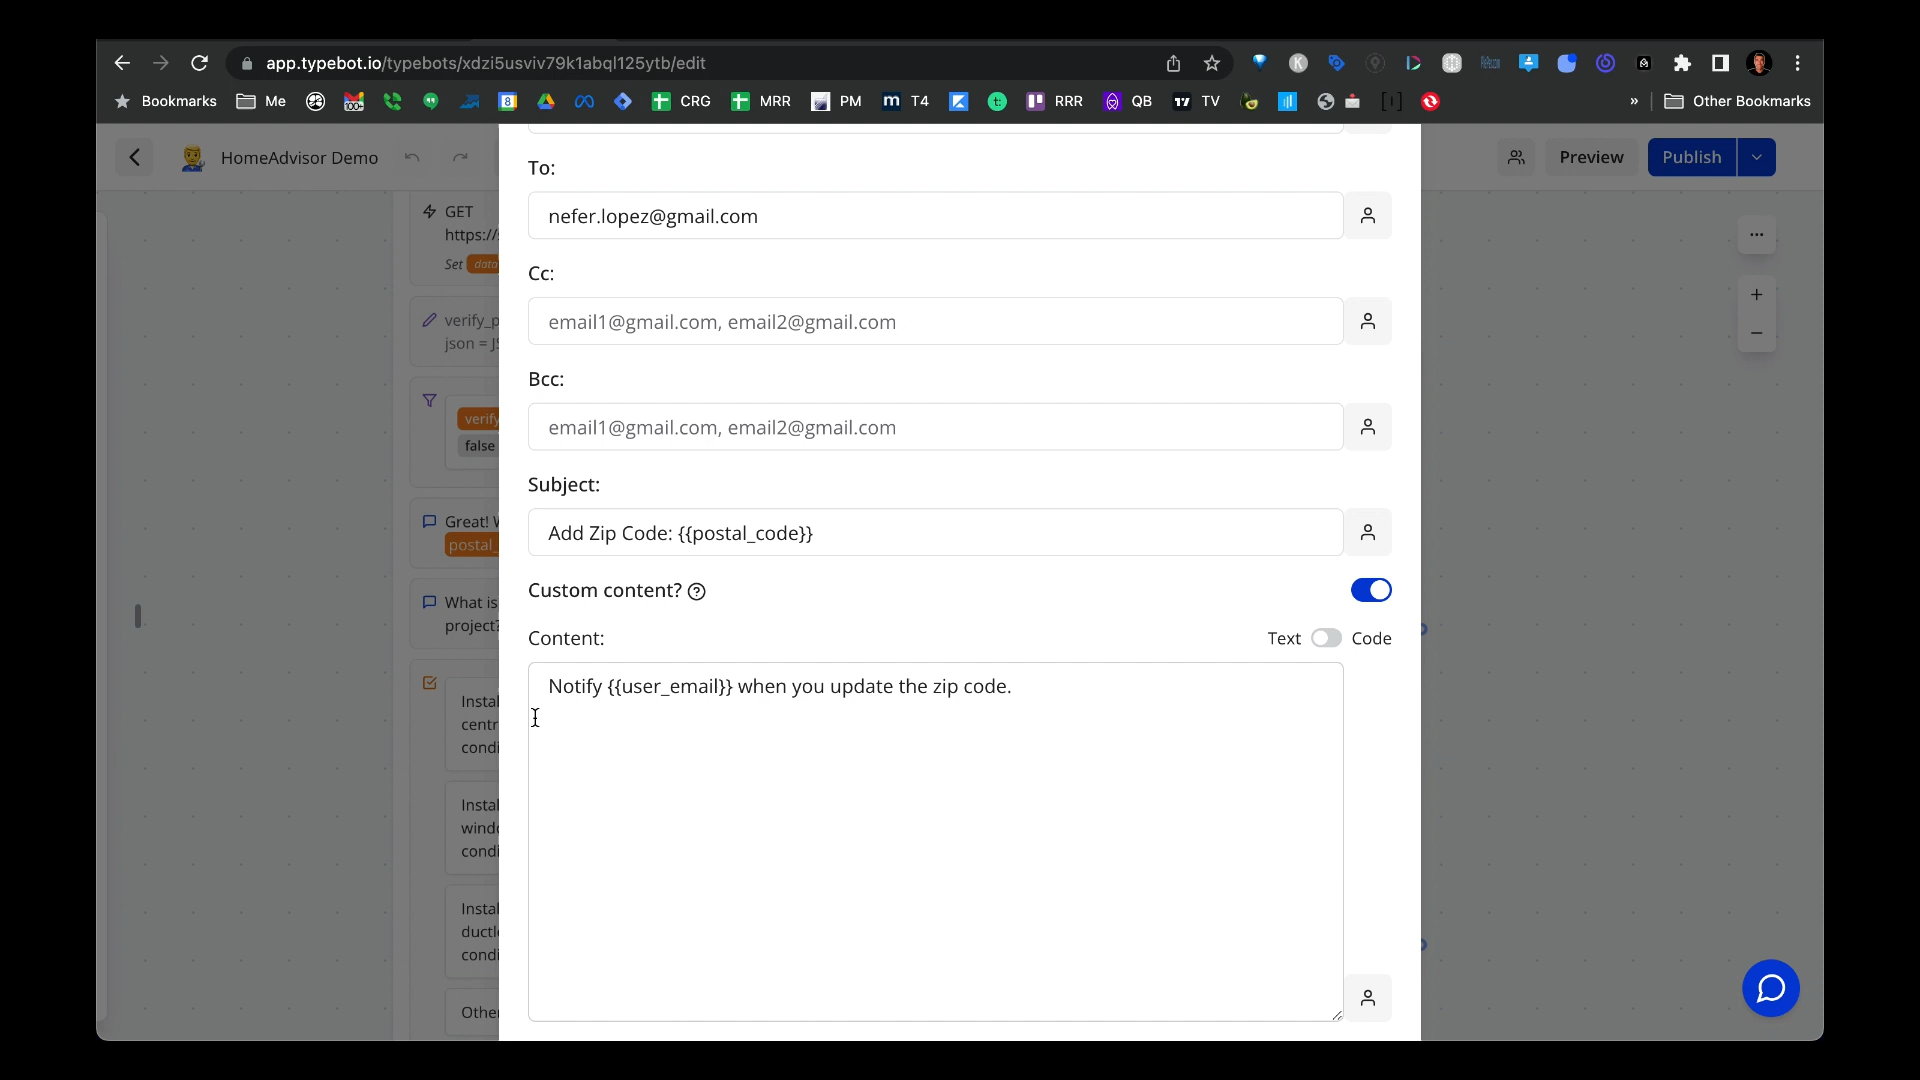 app.typebot.io/typebots/xdzi5usviv79k1abql125ytb/edit
Bookmarks Me CRG MRR PM T4 RRR QB TV » Other Bookmarks
HomeAdvisor Demo
Preview
Publish
GET
https://
Set data
verify_p
json = JS
verify
false
Great! W
postal_
What is
project?
Instal
centr
condi
Instal
windo
condi
Instal
ductle
condi
Other
To:
nefer.lopez@gmail.com
Cc:
email1@gmail.com, email2@gmail.com
Bcc:
email1@gmail.com, email2@gmail.com
Subject:
Add Zip Code: {{postal_code}}
Custom content?
Content:
Text Code
Notify {{user_email}} when you update the zip code.